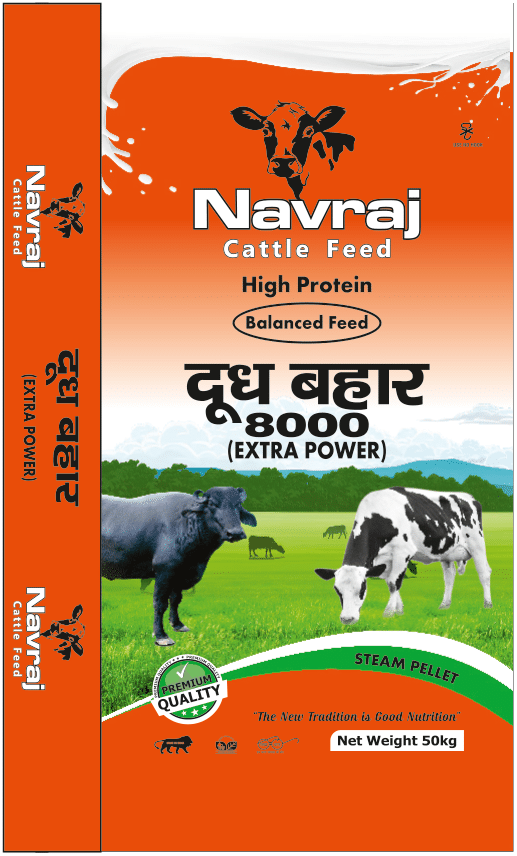 Navraj
Cattle Feed
High Protein
Balanced Feed
दूध बहार
8000
(EXTRA POWER)
STEAM PELLET
PREMIUM
QUALITY
"The New Tradition is Good Nutrition"
Net Weight 50kg
Navraj
Cattle Feed
दूध बहार
(EXTRA POWER)
Navraj
Cattle Feed